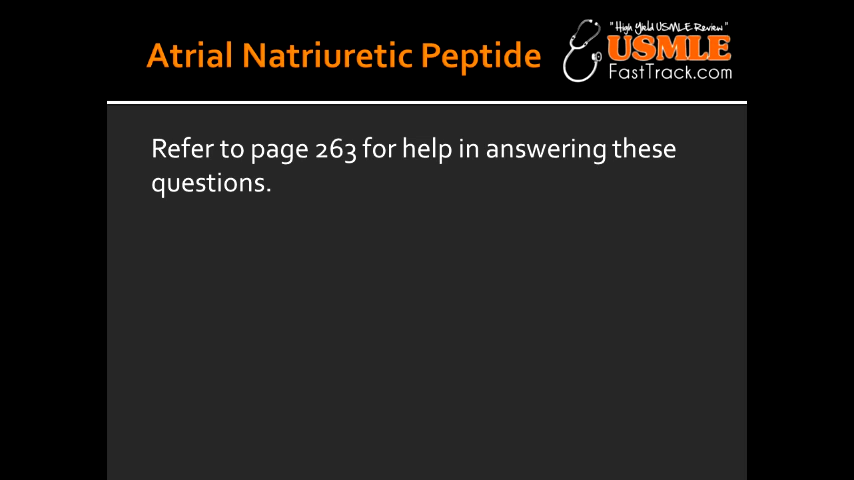 Atrial Natriuretic Peptide
"High Yield USMLE Review"
USMLE
FastTrack.com
Refer to page 263 for help in answering these
questions.